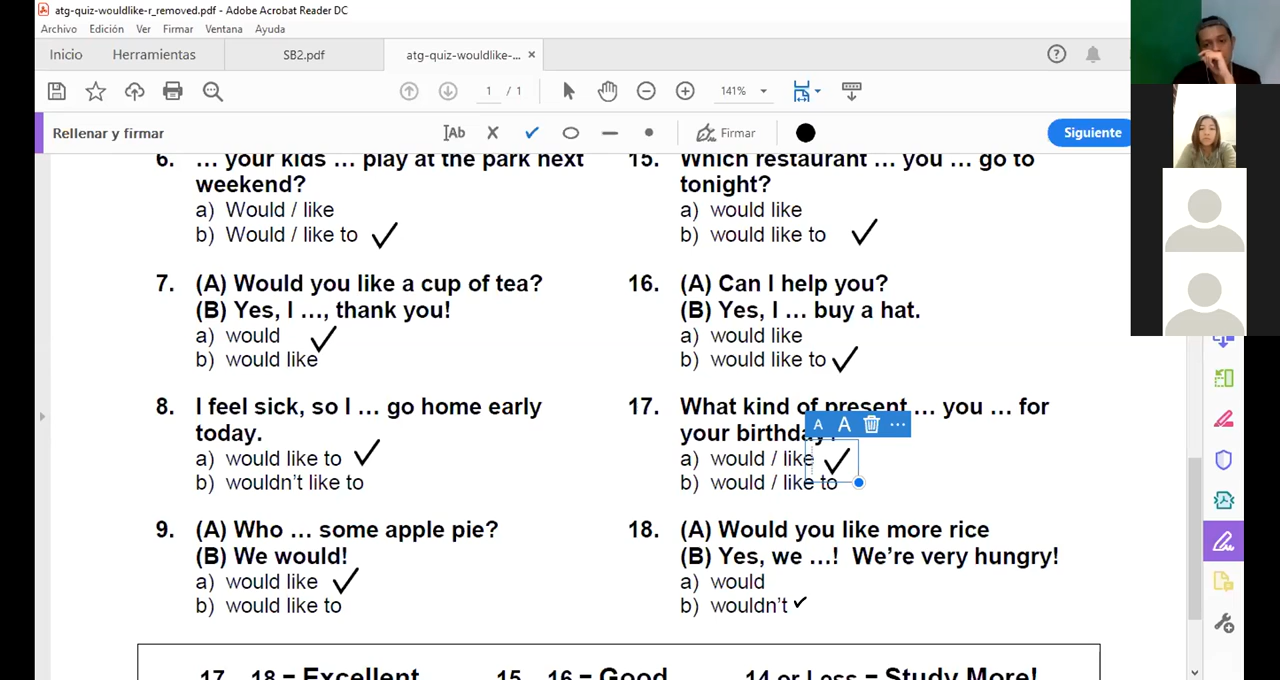 atg-quiz-wouldlike-r_removed.pdf - Adobe Acrobat Reader DC
Archivo Edición Ver Firmar Ventana Ayuda
Inicio Herramientas SB2.pdf atg-quiz-wouldlike-... ×
1 / 1 141%
Rellenar y firmar Ab X Firmar Siguiente
6. … your kids … play at the park next
weekend?
a) Would / like
b) Would / like to
7. (A) Would you like a cup of tea?
(B) Yes, I …, thank you!
a) would
b) would like
8. I feel sick, so I … go home early
today.
a) would like to
b) wouldn't like to
9. (A) Who … some apple pie?
(B) We would!
a) would like
b) would like to
15. Which restaurant … you … go to
tonight?
a) would like
b) would like to
16. (A) Can I help you?
(B) Yes, I … buy a hat.
a) would like
b) would like to
17. What kind of present … you … for
your birthday?
A A ...
a) would / like
b) would / like to
18. (A) Would you like more rice
(B) Yes, we …! We're very hungry!
a) would
b) wouldn't
17 18 = Excellent 15 16 = Good 14 or Less = Study More!